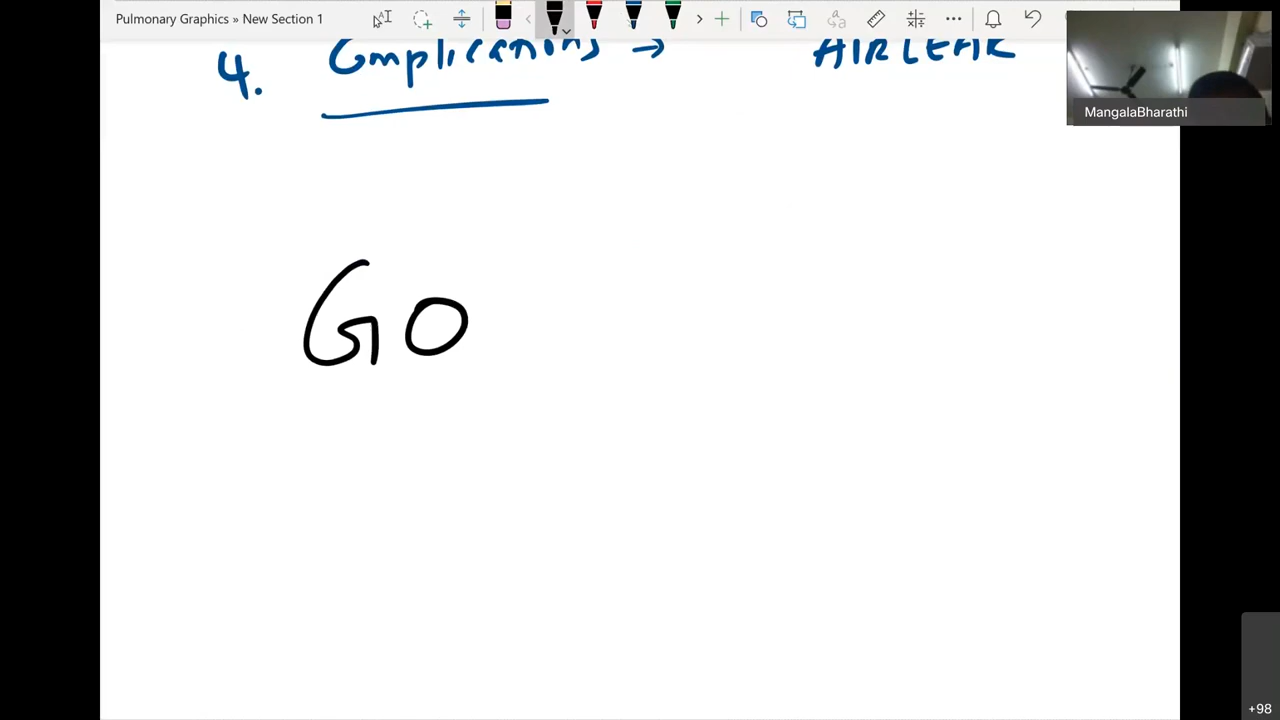 Pulmonary Graphics » New Section 1
4. Complications → AIR LEAK
MangalaBharathi
GO
+98